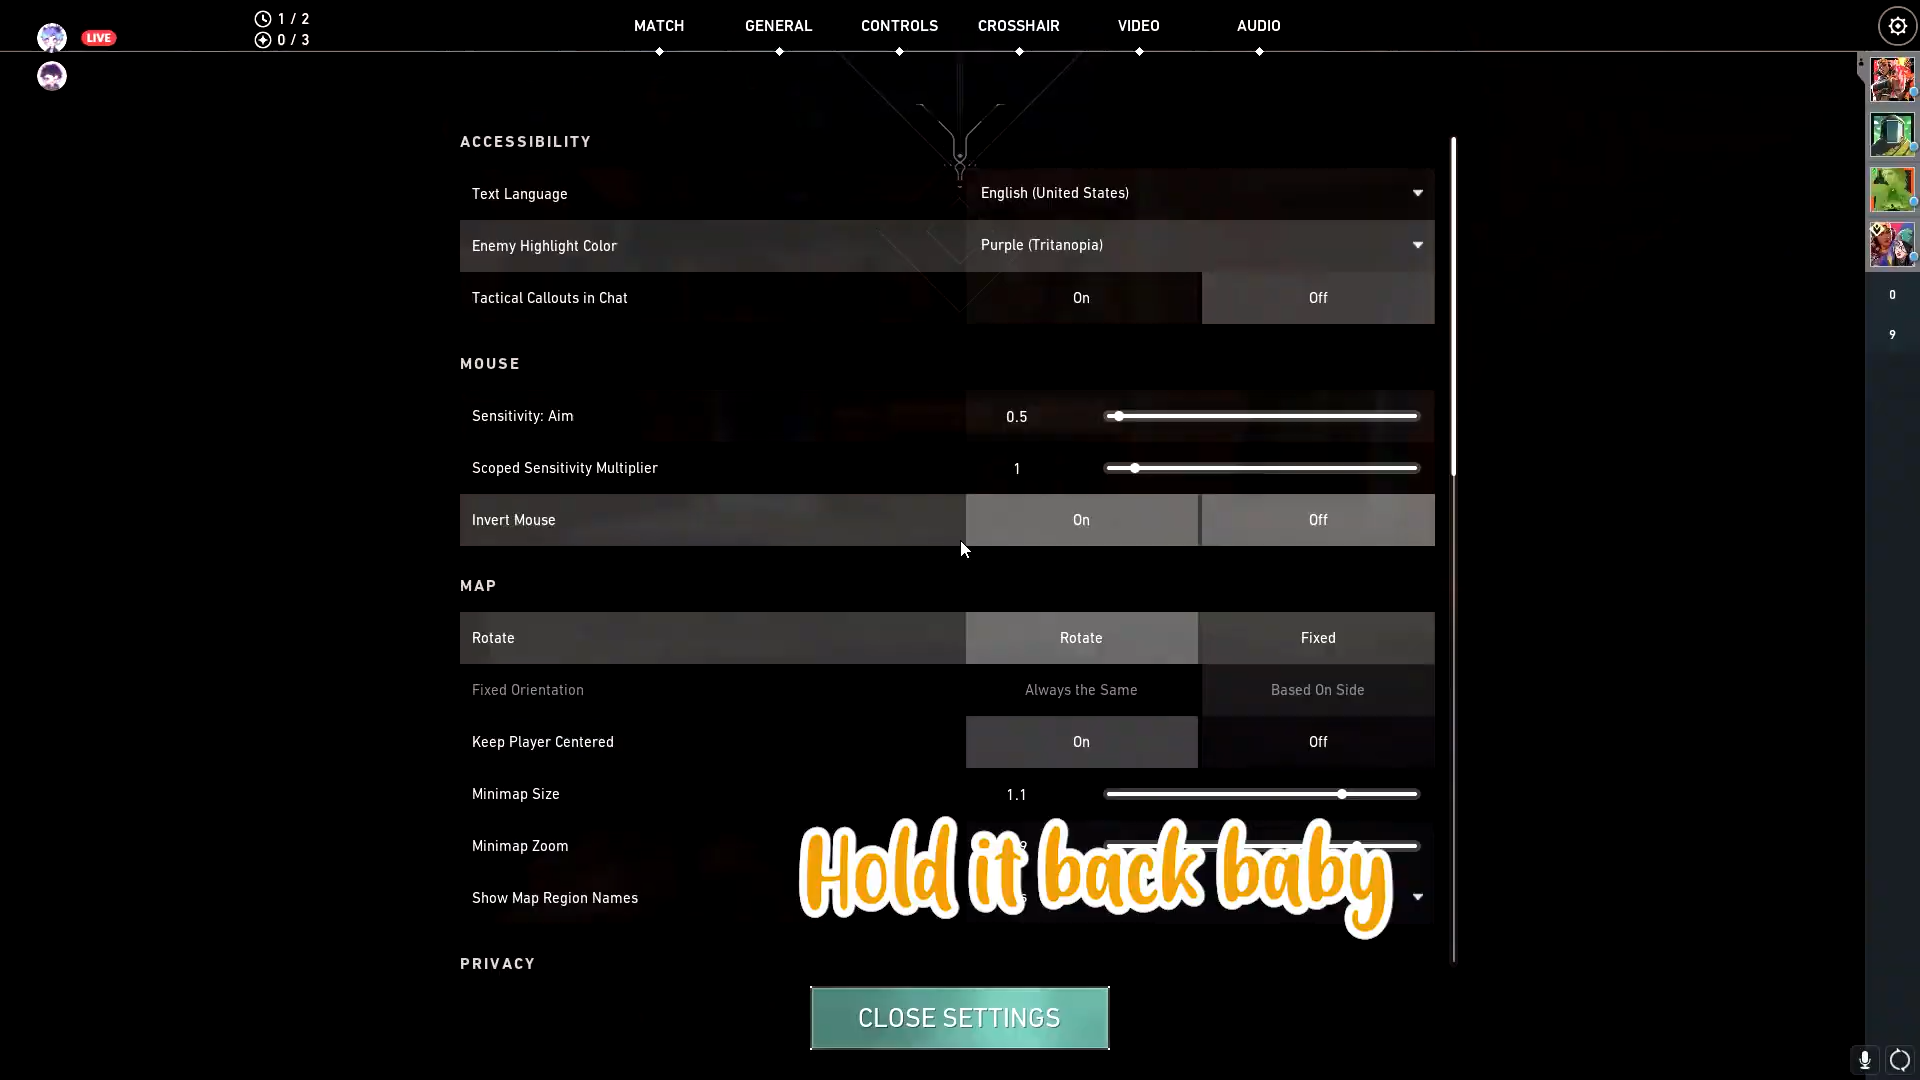 1 / 2
0 / 3
LIVE
MATCH GENERAL CONTROLS CROSSHAIR VIDEO AUDIO
ACCESSIBILITY
Text Language English (United States)
Enemy Highlight Color Purple (Tritanopia)
Tactical Callouts in Chat On Off
MOUSE
Sensitivity: Aim 0.5
Scoped Sensitivity Multiplier 1
Invert Mouse On Off
MAP
Rotate Rotate Fixed
Fixed Orientation Always the Same Based On Side
Keep Player Centered On Off
Minimap Size 1.1
Minimap Zoom
Hold it back baby
Show Map Region Names
PRIVACY
CLOSE SETTINGS
0
9